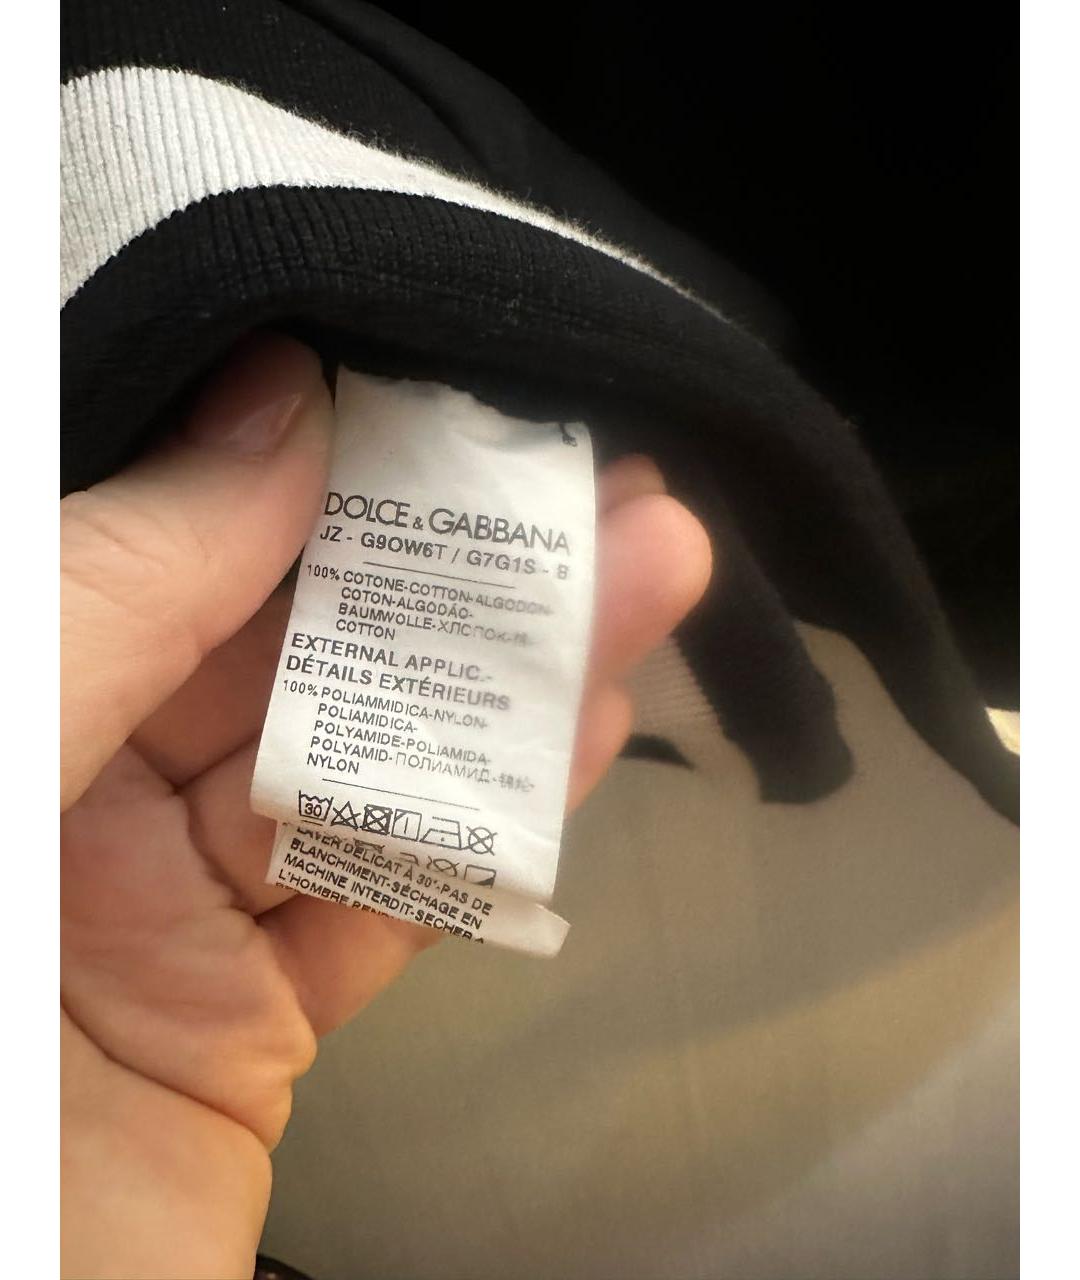 DOLCE & GABBANA
JZ - G9OW6T / G7G1S - B
100% COTONE-COTTON-ALGODON-
COTON-ALGODÃO-
BAUMWOLLE-ХЛОПОК-
COTTON
EXTERNAL APPLIC.-
DÉTAILS EXTÉRIEURS
100% POLIAMMIDICA-NYLON-
POLIAMIDICA-
POLYAMIDE-POLIAMIDA-
POLYAMID-ПОЛИАМИД-
NYLON
30
LAVER DÉLICAT À 30°-PAS DE
BLANCHIMENT-SÉCHAGE EN
MACHINE INTERDIT-SÉCHER À
L'HOMBRE